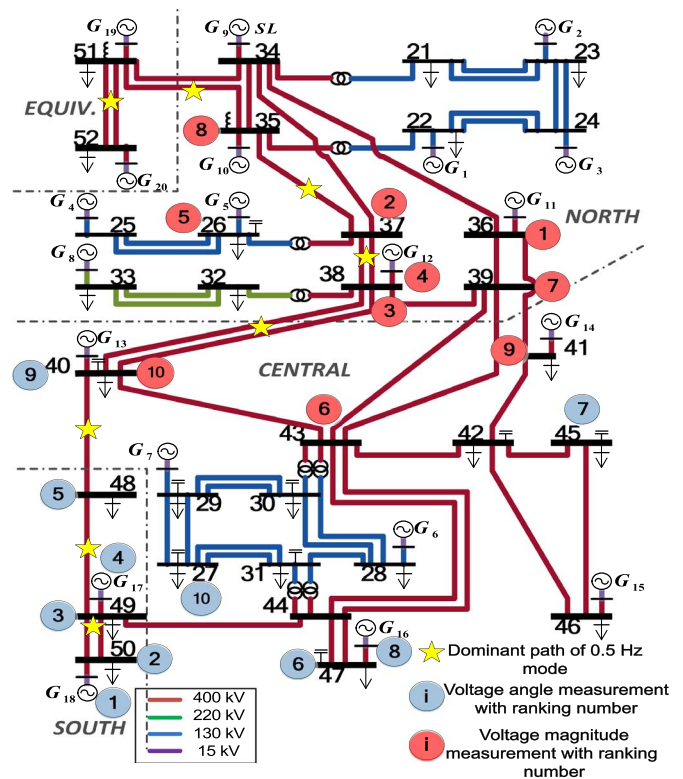 G19
G9 SL
G2
51
34
21
23
EQUIV.
8
35
22
24
52
G10
G1
G3
G20
G4
5
G5
2
G11
NORTH
25
26
37
36
1
G8
G12
4
33
32
38
39
7
3
G13
G14
9
40
10
CENTRAL
9
41
6
7
43
42
45
G7
5
48
29
30
G6
4
27
31
28
10
G17
3
49
44
G15
46
2
50
G16
8
6
47
G18
1
SOUTH
400 kV
220 kV
130 kV
15 kV
Dominant path of 0.5 Hz
mode
i
Voltage angle measurement
with ranking number
i
Voltage magnitude
measurement with ranking
number